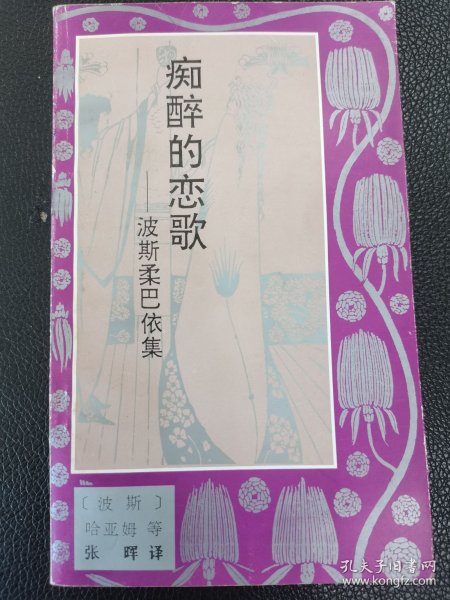 痴醉的恋歌
——波斯柔巴依集
〔波斯〕
哈亚姆 等
张 晖 译
孔夫子旧书网
www.kongfz.com